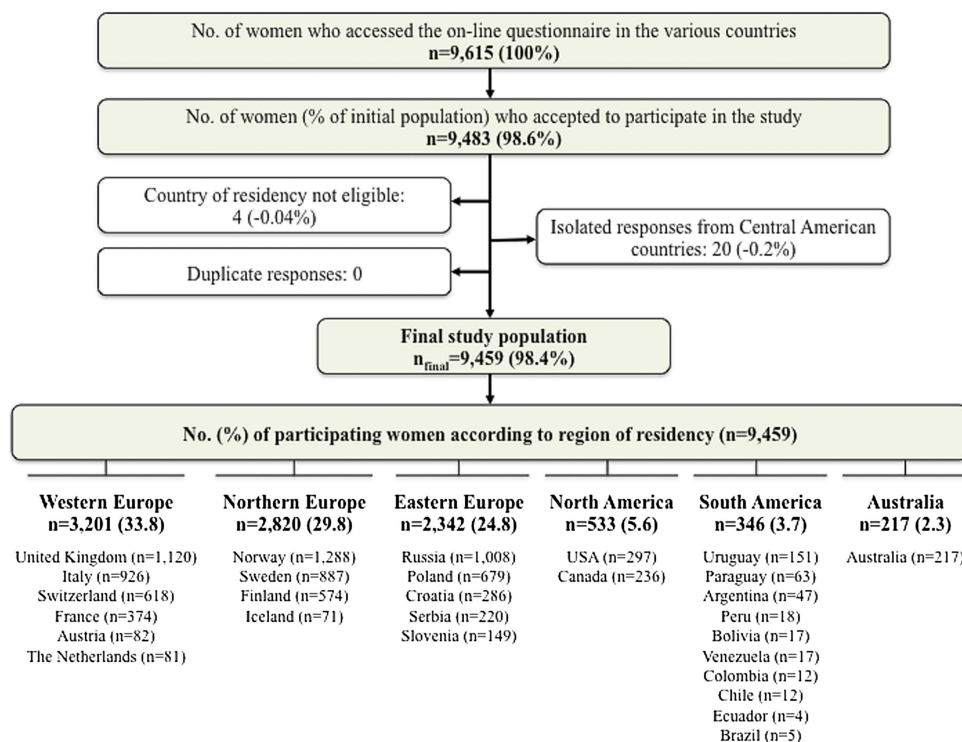 No. of women who accessed the on-line questionnaire in the various countries
n=9,615 (100%)
No. of women (% of initial population) who accepted to participate in the study
n=9,483 (98.6%)
Country of residency not eligible:
4 (-0.04%)
Isolated responses from Central American
countries: 20 (-0.2%)
Duplicate responses: 0
Final study population
nfinal=9,459 (98.4%)
No. (%) of participating women according to region of residency (n=9,459)
Western Europe
n=3,201 (33.8)
United Kingdom (n=1,120)
Italy (n=926)
Switzerland (n=618)
France (n=374)
Austria (n=82)
The Netherlands (n=81)
Northern Europe
n=2,820 (29.8)
Norway (n=1,288)
Sweden (n=887)
Finland (n=574)
Iceland (n=71)
Eastern Europe
n=2,342 (24.8)
Russia (n=1,008)
Poland (n=679)
Croatia (n=286)
Serbia (n=220)
Slovenia (n=149)
North America
n=533 (5.6)
USA (n=297)
Canada (n=236)
South America
n=346 (3.7)
Uruguay (n=151)
Paraguay (n=63)
Argentina (n=47)
Peru (n=18)
Bolivia (n=17)
Venezuela (n=17)
Colombia (n=12)
Chile (n=12)
Ecuador (n=4)
Brazil (n=5)
Australia
n=217 (2.3)
Australia (n=217)